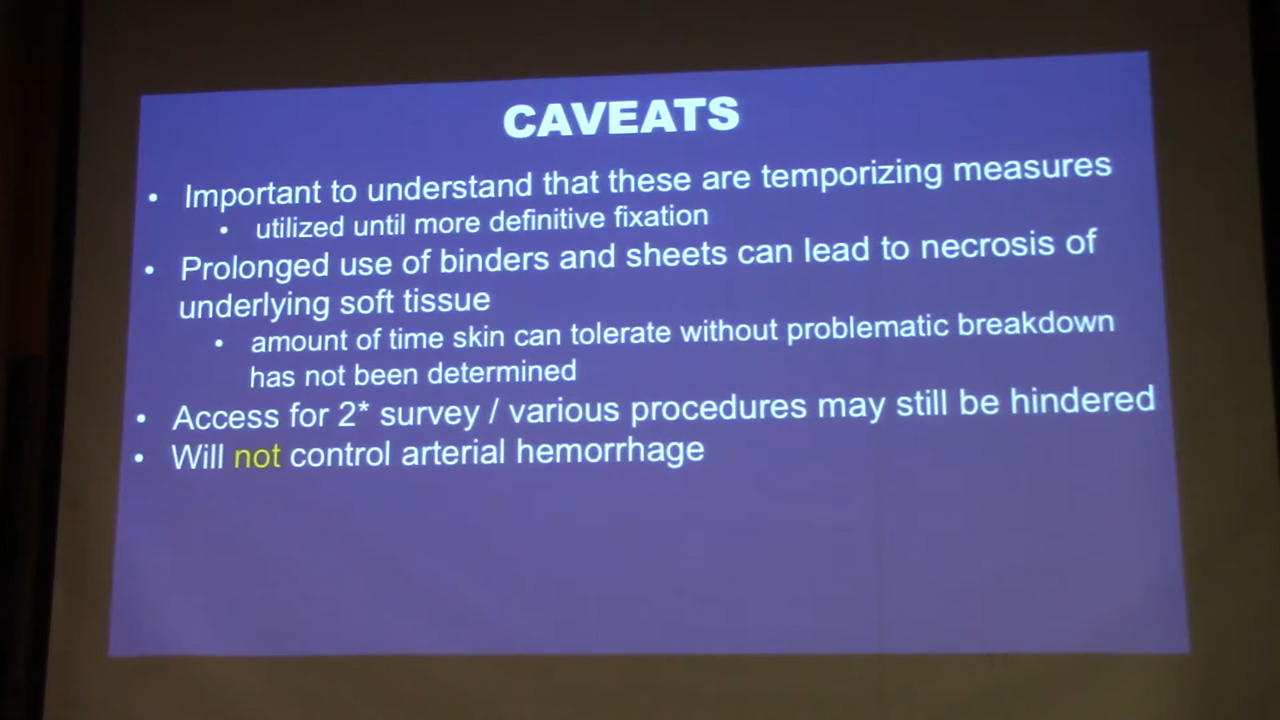 CAVEATS
• Important to understand that these are temporizing measures
• utilized until more definitive fixation
• Prolonged use of binders and sheets can lead to necrosis of
underlying soft tissue
• amount of time skin can tolerate without problematic breakdown
has not been determined
• Access for 2* survey / various procedures may still be hindered
• Will not control arterial hemorrhage